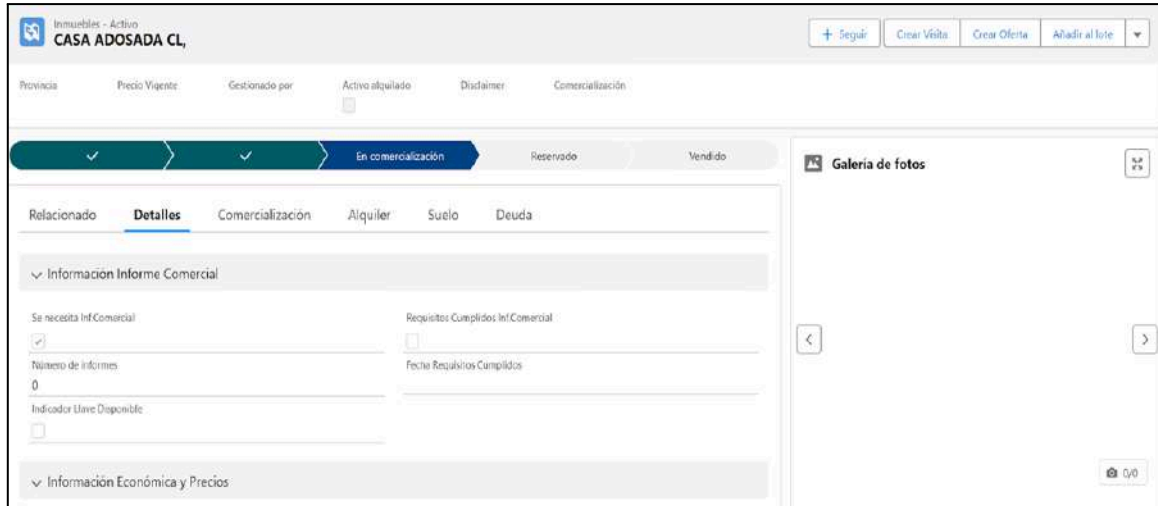 Inmuebles - Activo
CASA ADOSADA CL,
Seguir Crear Visita Crear Oferta Añadir al lote
Provincia Precio Vigente Gestionado por Activo alquilado Disclaimer Comercialización
En comercialización Reservado Vendido
Galería de fotos
Relacionado Detalles Comercialización Alquiler Suelo Deuda
Información Informe Comercial
Se necesita Inf.Comercial Requisitos Cumplidos Inf.Comercial
Número de informes Fecha Requisitos Cumplidos
0
Indicador Llave Disponible
0/0
Información Económica y Precios